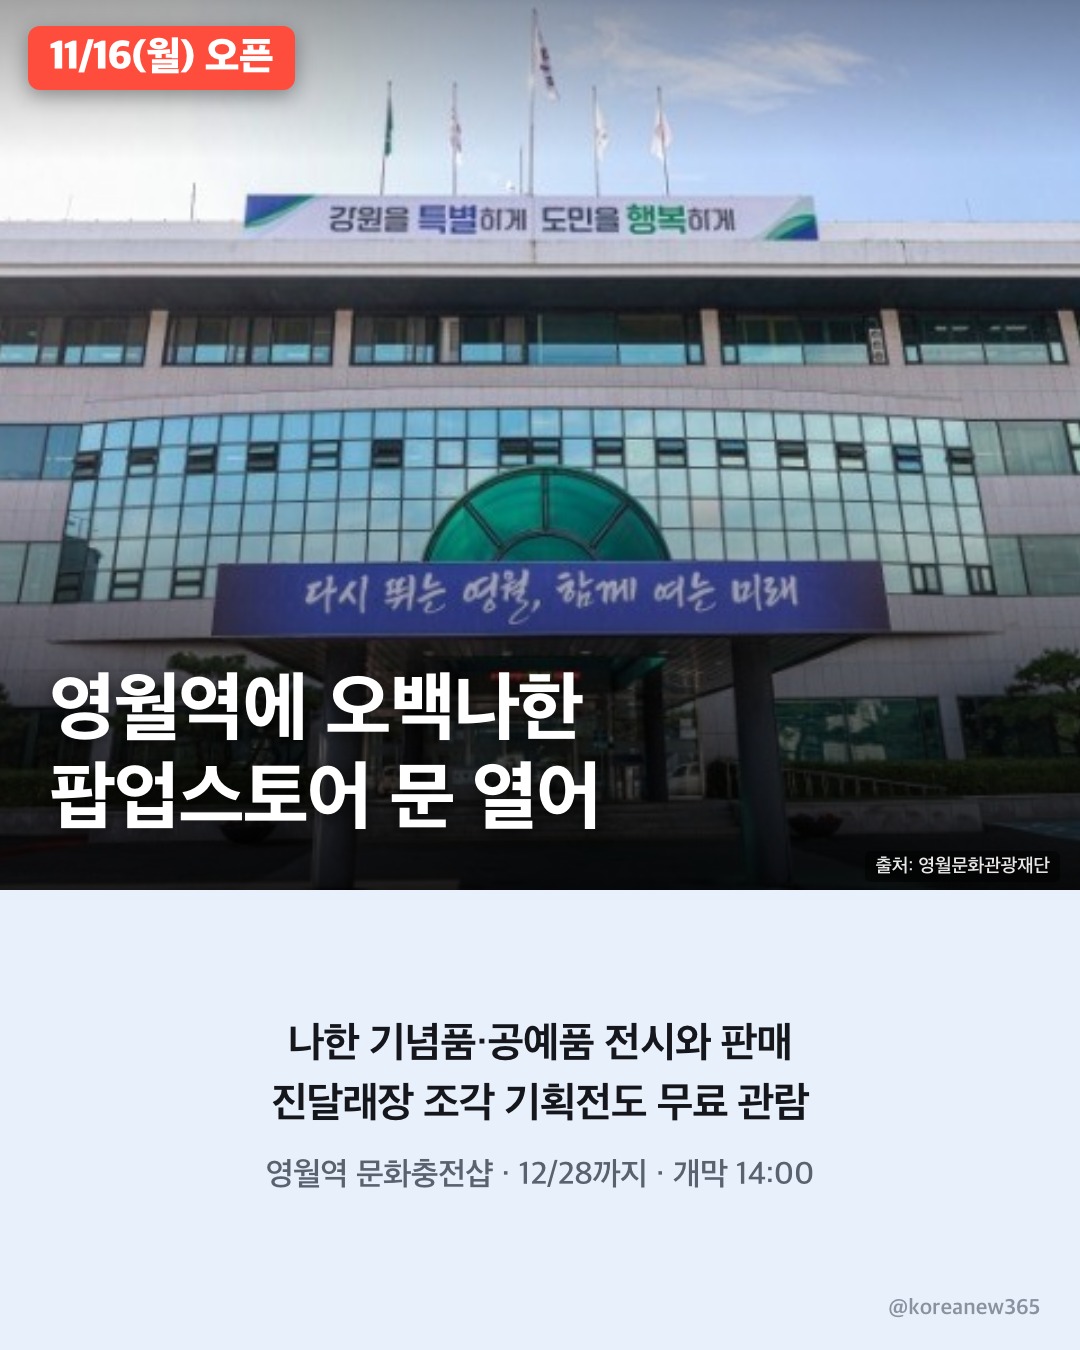 11/16(월) 오픈
강원을 특별히게 도민을 행복히게
다시 뛰는 영월, 함께 여는 미래
영월역에 오백나한
팝업스토어 문 열어
출처: 영월문화관광재단
나한 기념품·공예품 전시와 판매
진달래장 조각 기획전도 무료 관람
영월역 문화충전샵 · 12/28까지 · 개막 14:00
@koreanew365